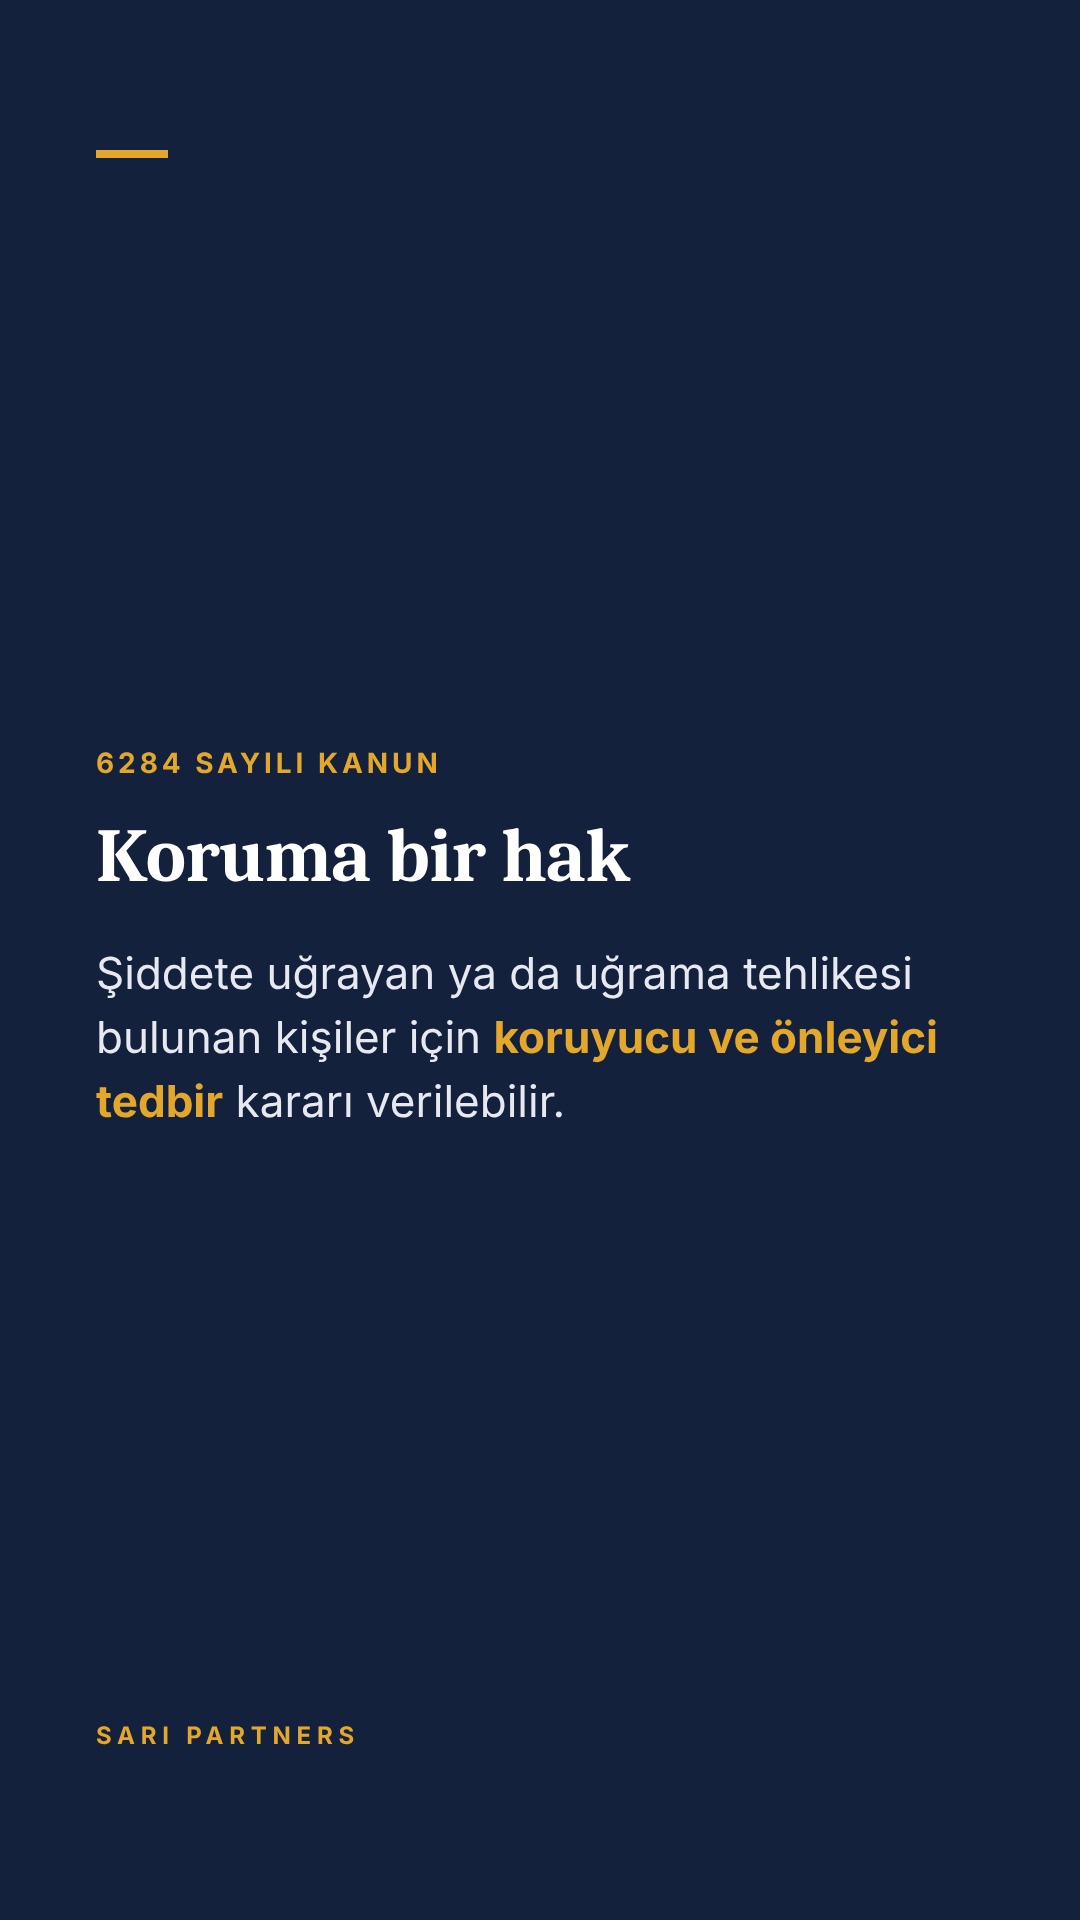 6284 SAYILI KANUN
Koruma bir hak
Şiddete uğrayan ya da uğrama tehlikesi
bulunan kişiler için koruyucu ve önleyici
tedbir kararı verilebilir.
SARI PARTNERS